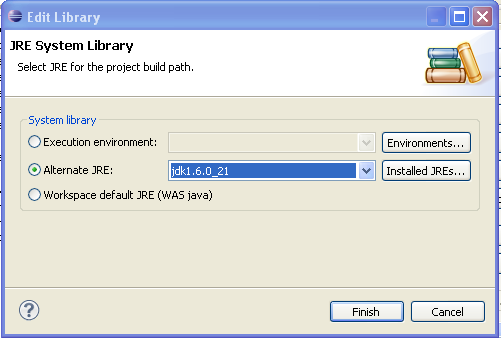 Edit Library
JRE System Library
Select JRE for the project build path.
System library
Execution environment:
Environments...
Alternate JRE:
jdk1.6.0_21
Installed JREs...
Workspace default JRE (WAS java)
?
Finish
Cancel